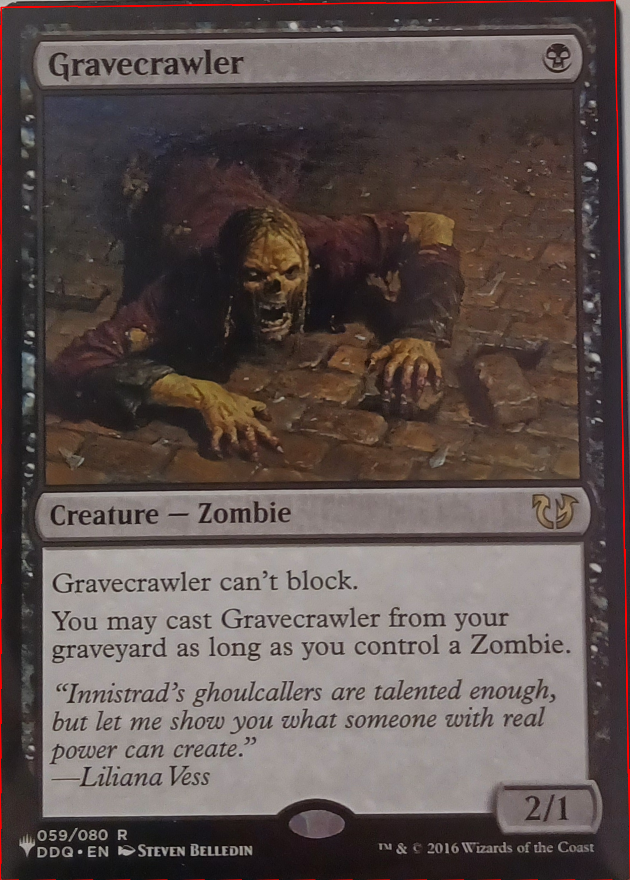 Gravecrawler
Creature — Zombie
Gravecrawler can't block.
You may cast Gravecrawler from your
graveyard as long as you control a Zombie.
“Innistrad's ghoulcallers are talented enough,
but let me show you what someone with real
power can create.”
—Liliana Vess
2/1
059/080 R
DDQ • EN Steven Belledin
™ & © 2016 Wizards of the Coast